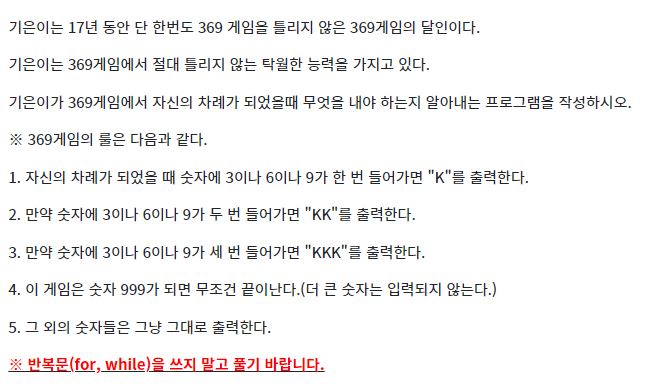 기은이는 17년 동안 단 한번도 369 게임을 틀리지 않은 369게임의 달인이다.
기은이는 369게임에서 절대 틀리지 않는 탁월한 능력을 가지고 있다.
기은이가 369게임에서 자신의 차례가 되었을때 무엇을 내야 하는지 알아내는 프로그램을 작성하시오.
※ 369게임의 룰은 다음과 같다.
1. 자신의 차례가 되었을 때 숫자에 3이나 6이나 9가 한 번 들어가면 "K"를 출력한다.
2. 만약 숫자에 3이나 6이나 9가 두 번 들어가면 "KK"를 출력한다.
3. 만약 숫자에 3이나 6이나 9가 세 번 들어가면 "KKK"를 출력한다.
4. 이 게임은 숫자 999가 되면 무조건 끝이난다.(더 큰 숫자는 입력되지 않는다.)
5. 그 외의 숫자들은 그냥 그대로 출력한다.
※ 반복문(for, while)을 쓰지 말고 풀기 바랍니다.